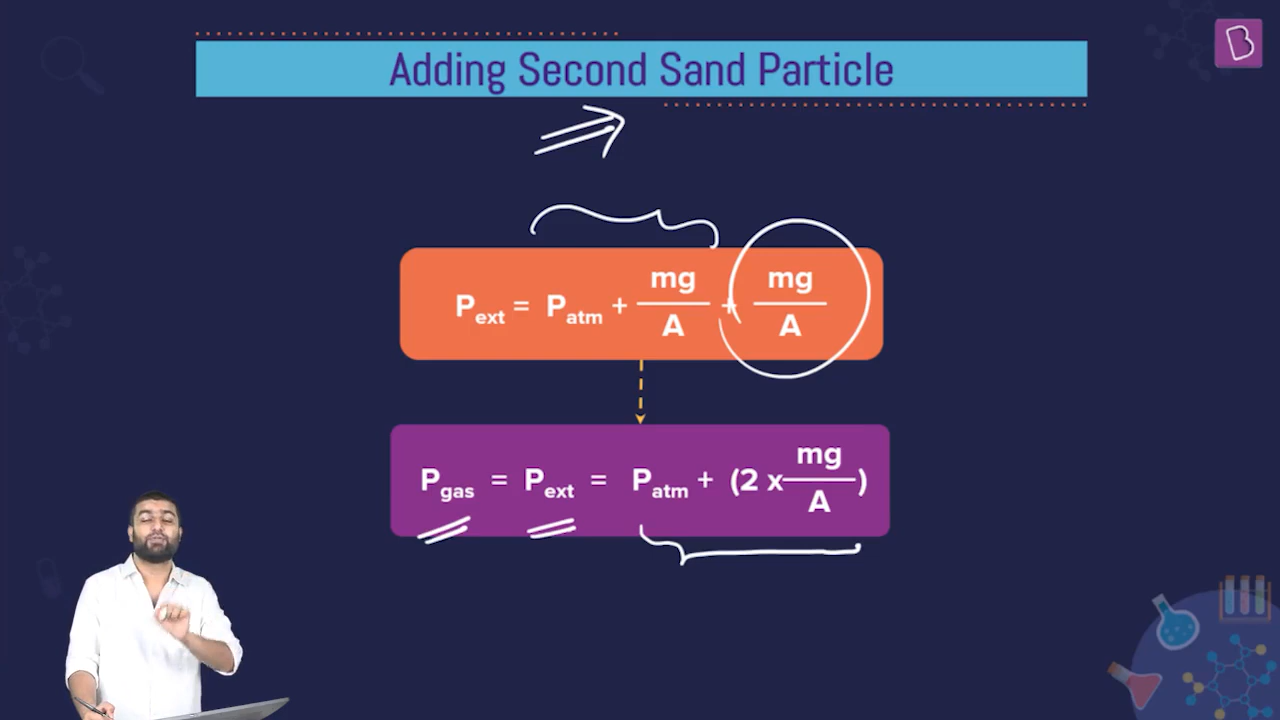 Adding Second Sand Particle
P_ext = P_atm + mg/A + mg/A
P_gas = P_ext = P_atm + (2 x mg/A)
B